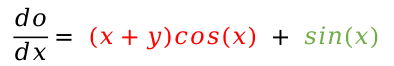 do/dx = (x + y)cos(x) + sin(x)